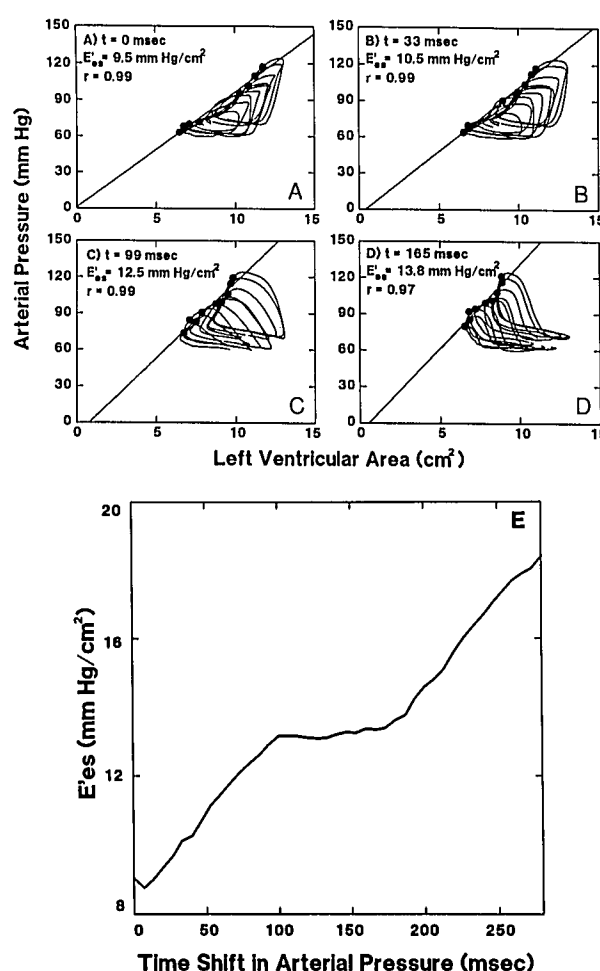 A) t = 0 msec
E'es = 9.5 mm Hg/cm²
r = 0.99
150
120
90
60
30
0
0
5
10
15
A
B) t = 33 msec
E'es = 10.5 mm Hg/cm²
r = 0.99
150
120
90
60
30
0
0
5
10
15
B
Arterial Pressure (mm Hg)
C) t = 99 msec
E'es = 12.5 mm Hg/cm²
r = 0.99
150
120
90
60
30
0
0
5
10
15
C
D) t = 165 msec
E'es = 13.8 mm Hg/cm²
r = 0.97
150
120
90
60
30
0
0
5
10
15
D
Left Ventricular Area (cm²)
E
E'es (mm Hg/cm²)
20
16
12
8
0
50
100
150
200
250
Time Shift in Arterial Pressure (msec)